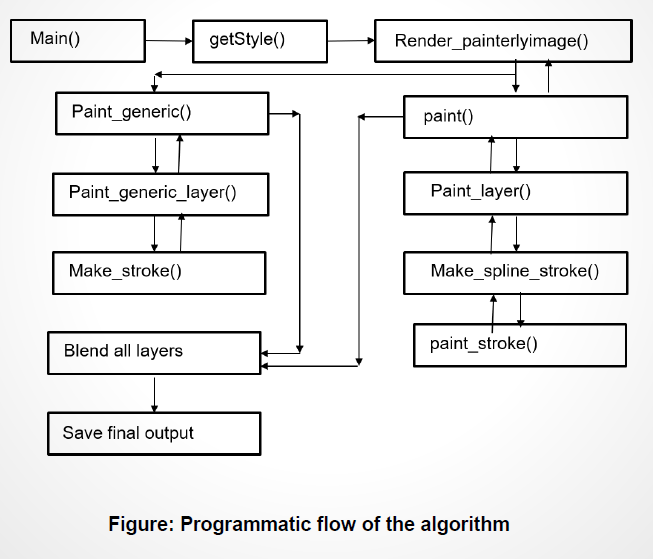 Main()
getStyle()
Render_painterlyimage()
Paint_generic()
paint()
Paint_generic_layer()
Paint_layer()
Make_stroke()
Make_spline_stroke()
Blend all layers
paint_stroke()
Save final output
Figure: Programmatic flow of the algorithm